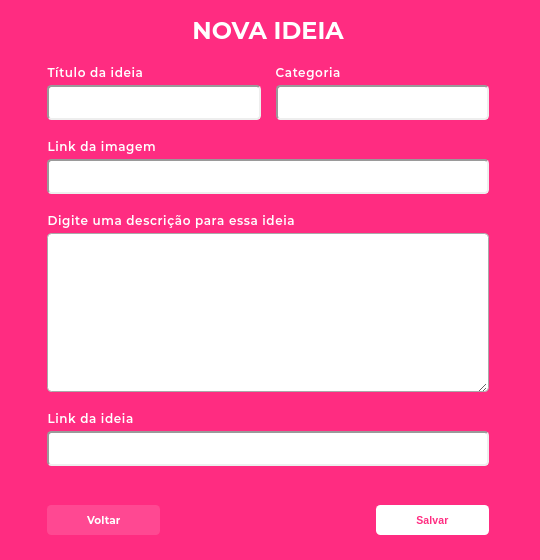 NOVA IDEIA
Título da ideia
Categoria
Link da imagem
Digite uma descrição para essa ideia
Link da ideia
Voltar
Salvar